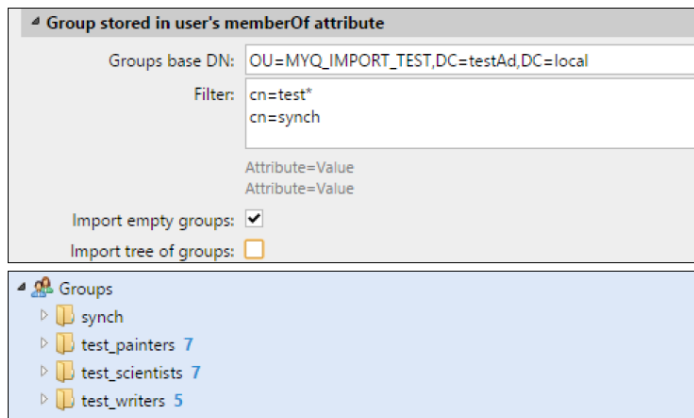 Group stored in user's memberOf attribute
Groups base DN: OU=MYQ_IMPORT_TEST,DC=testAd,DC=local
Filter: cn=test*
cn=synch
Attribute=Value
Attribute=Value
Import empty groups:
Import tree of groups:
Groups
synch
test_painters 7
test_scientists 7
test_writers 5